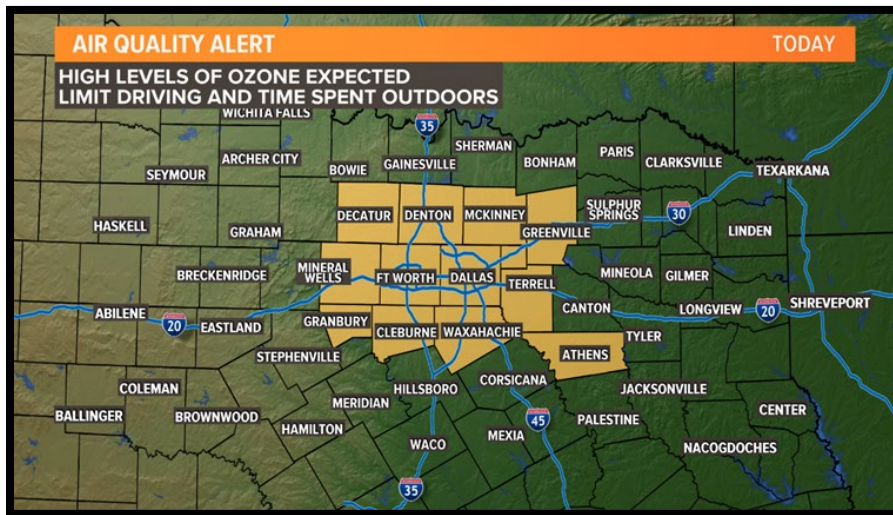 AIR QUALITY ALERT
TODAY
HIGH LEVELS OF OZONE EXPECTED
LIMIT DRIVING AND TIME SPENT OUTDOORS
WICHITA FALLS
35
SHERMAN
PARIS
BONHAM
CLARKSVILLE
ARCHER CITY
GAINESVILLE
BOWIE
SEYMOUR
TEXARKANA
DECATUR
DENTON
MCKINNEY
SULPHUR
SPRINGS
30
HASKELL
GRAHAM
GREENVILLE
LINDEN
MINERAL
WELLS
FT WORTH
DALLAS
TERRELL
MINEOLA
GILMER
BRECKENRIDGE
ABILENE
20
EASTLAND
GRANBURY
CLEBURNE
WAXAHACHIE
CANTON
LONGVIEW
20
SHREVEPORT
TYLER
STEPHENVILLE
ATHENS
COLEMAN
HILLSBORO
CORSICANA
JACKSONVILLE
MERIDIAN
BALLINGER
BROWNWOOD
HAMILTON
WACO
MEXIA
45
PALESTINE
CENTER
NACOGDOCHES
35